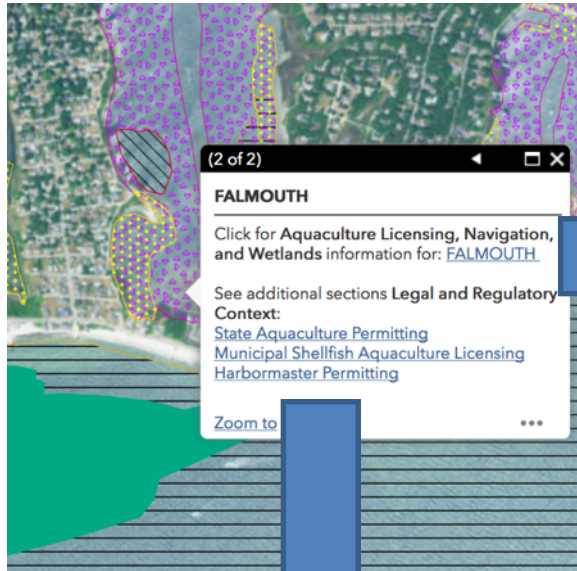 (2 of 2)
FALMOUTH
Click for Aquaculture Licensing, Navigation,
and Wetlands information for: FALMOUTH
See additional sections Legal and Regulatory
Context:
State Aquaculture Permitting
Municipal Shellfish Aquaculture Licensing
Harbormaster Permitting
Zoom to